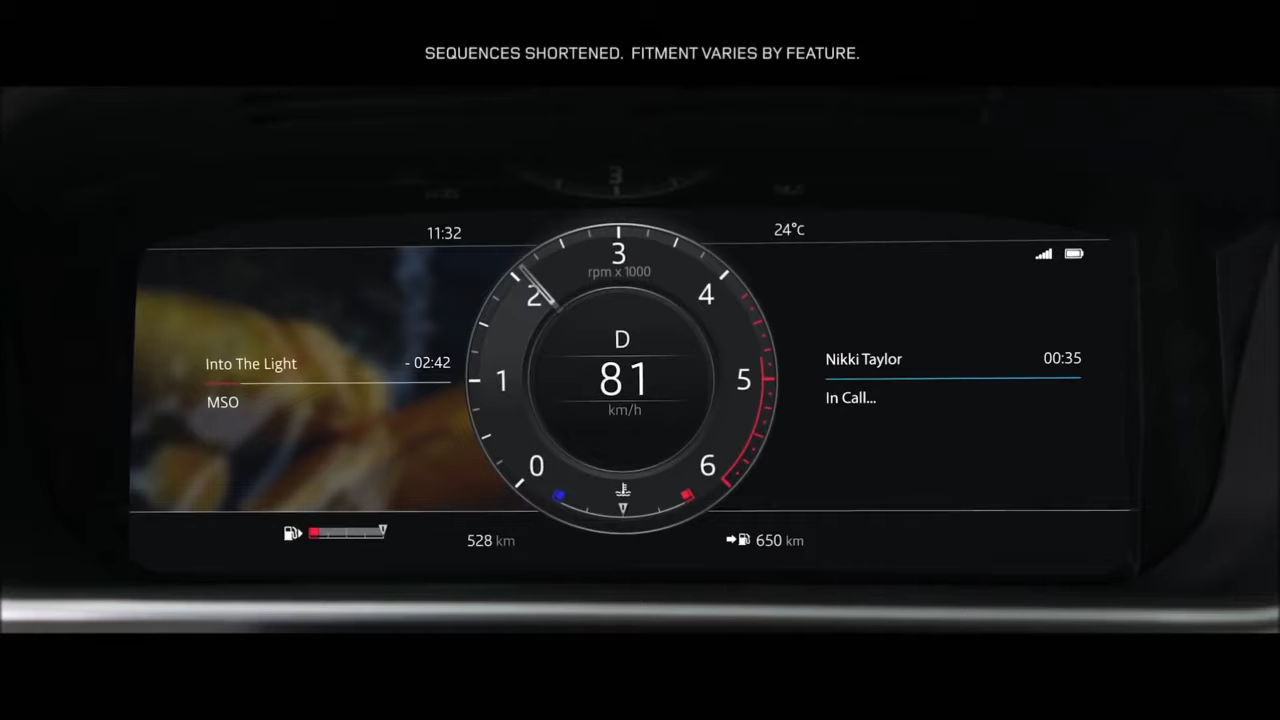 SEQUENCES SHORTENED. FITMENT VARIES BY FEATURE.
3
11:32
24°c
3
rpm x 1000
2
4
D
Into The Light
- 02:42
81
1
5
Nikki Taylor
00:35
MSO
km/h
In Call...
0
6
528 km
650 km